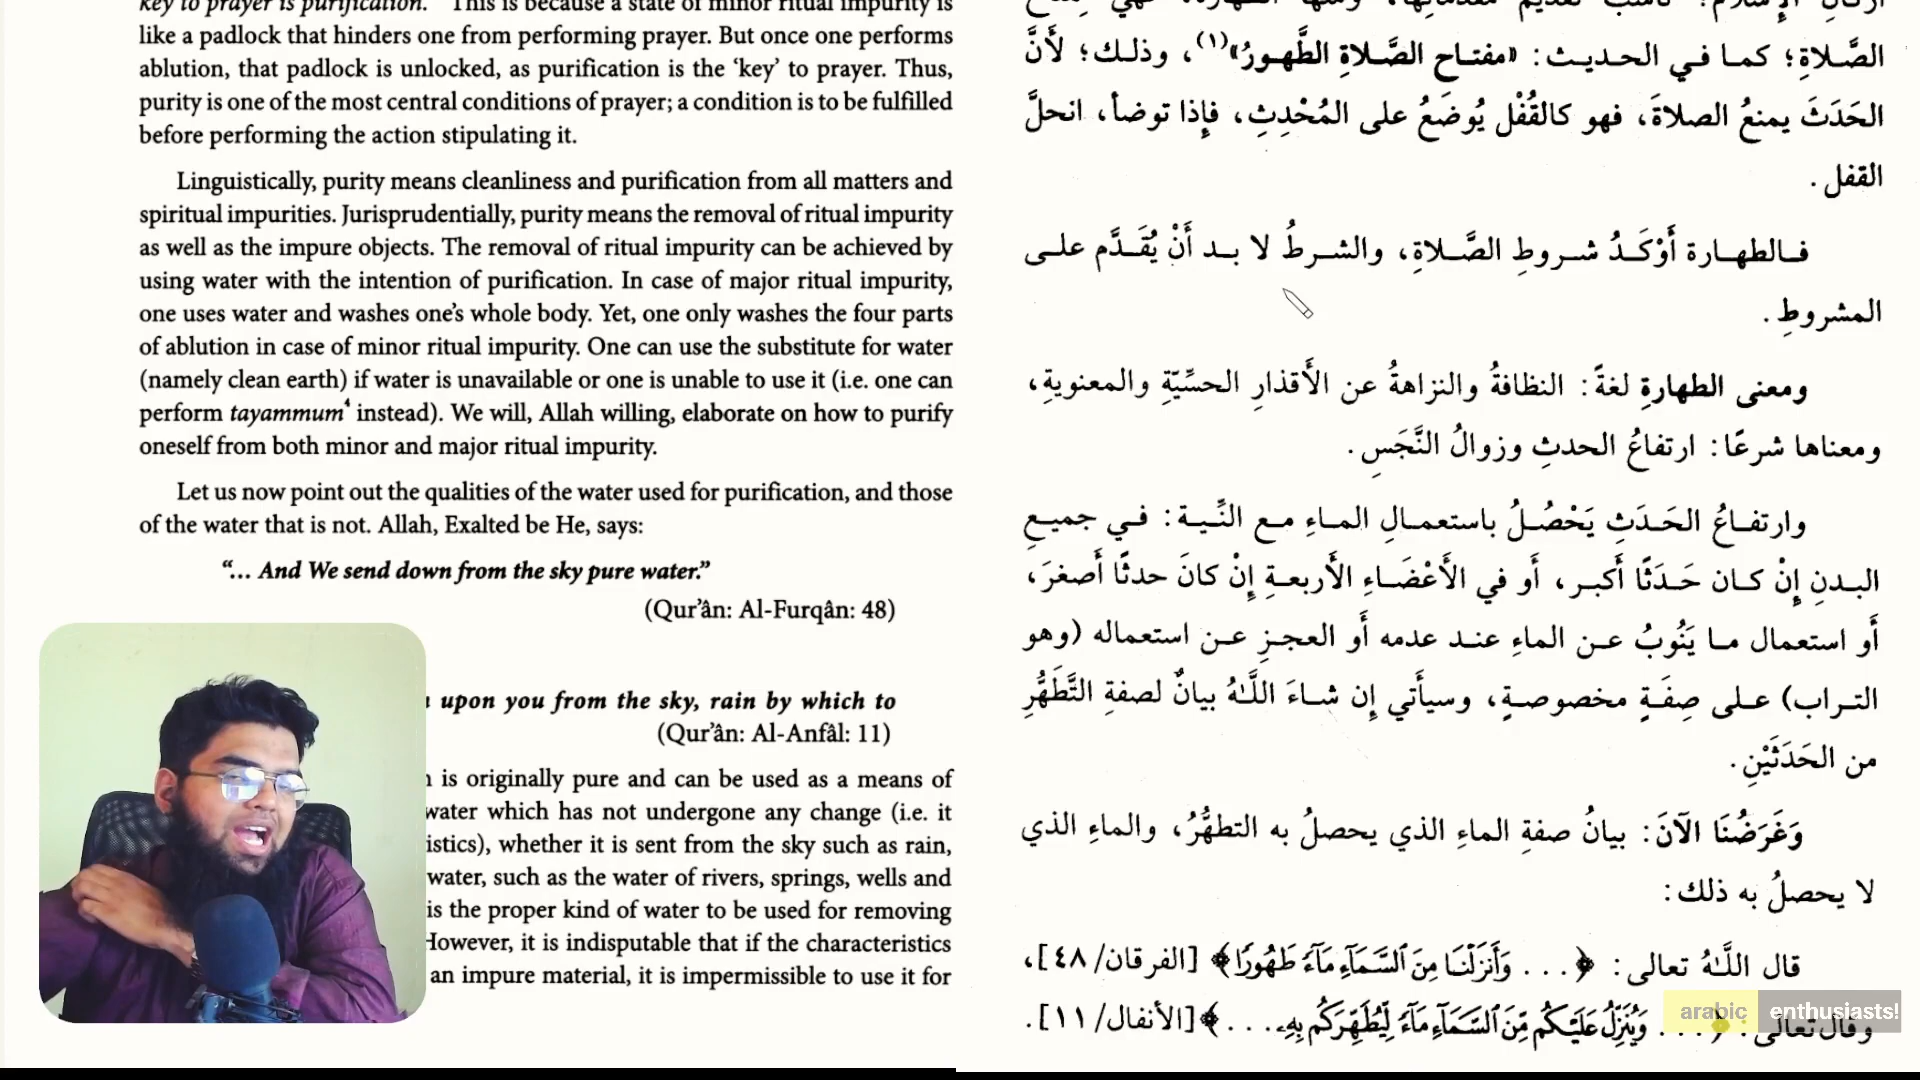 key to prayer is purification." This is because a state of minor ritual impurity is
like a padlock that hinders one from performing prayer. But once one performs
ablution, that padlock is unlocked, as purification is the ‘key’ to prayer. Thus,
purity is one of the most central conditions of prayer; a condition is to be fulfilled
before performing the action stipulating it.
Linguistically, purity means cleanliness and purification from all matters and
spiritual impurities. Jurisprudentially, purity means the removal of ritual impurity
as well as the impure objects. The removal of ritual impurity can be achieved by
using water with the intention of purification. In case of major ritual impurity,
one uses water and washes one’s whole body. Yet, one only washes the four parts
of ablution in case of minor ritual impurity. One can use the substitute for water
(namely clean earth) if water is unavailable or one is unable to use it (i.e. one can
perform tayammum⁴ instead). We will, Allah willing, elaborate on how to purify
oneself from both minor and major ritual impurity.
Let us now point out the qualities of the water used for purification, and those
of the water that is not. Allah, Exalted be He, says:
“... And We send down from the sky pure water.”
(Qur’ân: Al-Furqân: 48)
upon you from the sky, rain by which to
(Qur’ân: Al-Anfâl: 11)
is originally pure and can be used as a means of
water which has not undergone any change (i.e. it
istics), whether it is sent from the sky such as rain,
water, such as the water of rivers, springs, wells and
is the proper kind of water to be used for removing
However, it is indisputable that if the characteristics
an impure material, it is impermissible to use it for
الصَّلاةِ؛ كما في الحديث: «مفتاح الصَّلاةِ الطَّهورُ»(١)، وذلك؛ لأَنَّ
الحَدَثَ يمنعُ الصلاةَ، فهو كالقُفْل يُوضَعُ على المُحْدِثِ، فإذا توضأ، انحلَّ
القفل.
فالطهارة أَوْكَدُ شروطِ الصَّلاةِ، والشرطُ لا بد أَنْ يُقَدَّم على
المشروطِ.
ومعنى الطهارةِ لغةً: النظافةُ والنزاهةُ عن الأَقذارِ الحسِّيَّةِ والمعنويةِ،
ومعناها شرعًا: ارتفاعُ الحدثِ وزوالُ النَّجَسِ.
وارتفاعُ الحَدَثِ يَحْصُلُ باستعمالِ الماءِ مع النِّية: في جميعِ
البدنِ إِنْ كان حَدَثًا أَكبر، أَو في الأَعْضَاءِ الأَربعةِ إِنْ كانَ حدثًا أَصغرَ،
أَو استعمال ما يَنُوبُ عن الماءِ عند عدمه أَو العجزِ عن استعماله (وهو
التراب) على صِفَةٍ مخصوصةٍ، وسيأَتي إِن شاءَ اللَّهُ بيانٌ لصفةِ التَّطَهُّرِ
من الحَدَثَيْنِ.
وَغَرَضُنَا الآنَ: بيانُ صفةِ الماءِ الذي يحصلُ به التطهُّرُ، والماءِ الذي
لا يحصلُ به ذلك:
قال اللَّهُ تعالى: ﴿... وَأَنزَلْنَا مِنَ ٱلسَّمَآءِ مَآءً طَهُورًا﴾ [الفرقان/ ٤٨]،
وقال تعالى: ﴿... وَيُنَزِّلُ عَلَيْكُم مِّنَ ٱلسَّمَآءِ مَآءً لِّيُطَهِّرَكُم بِهِۦ...﴾ [الأنفال/ ١١].
arabic enthusiasts!